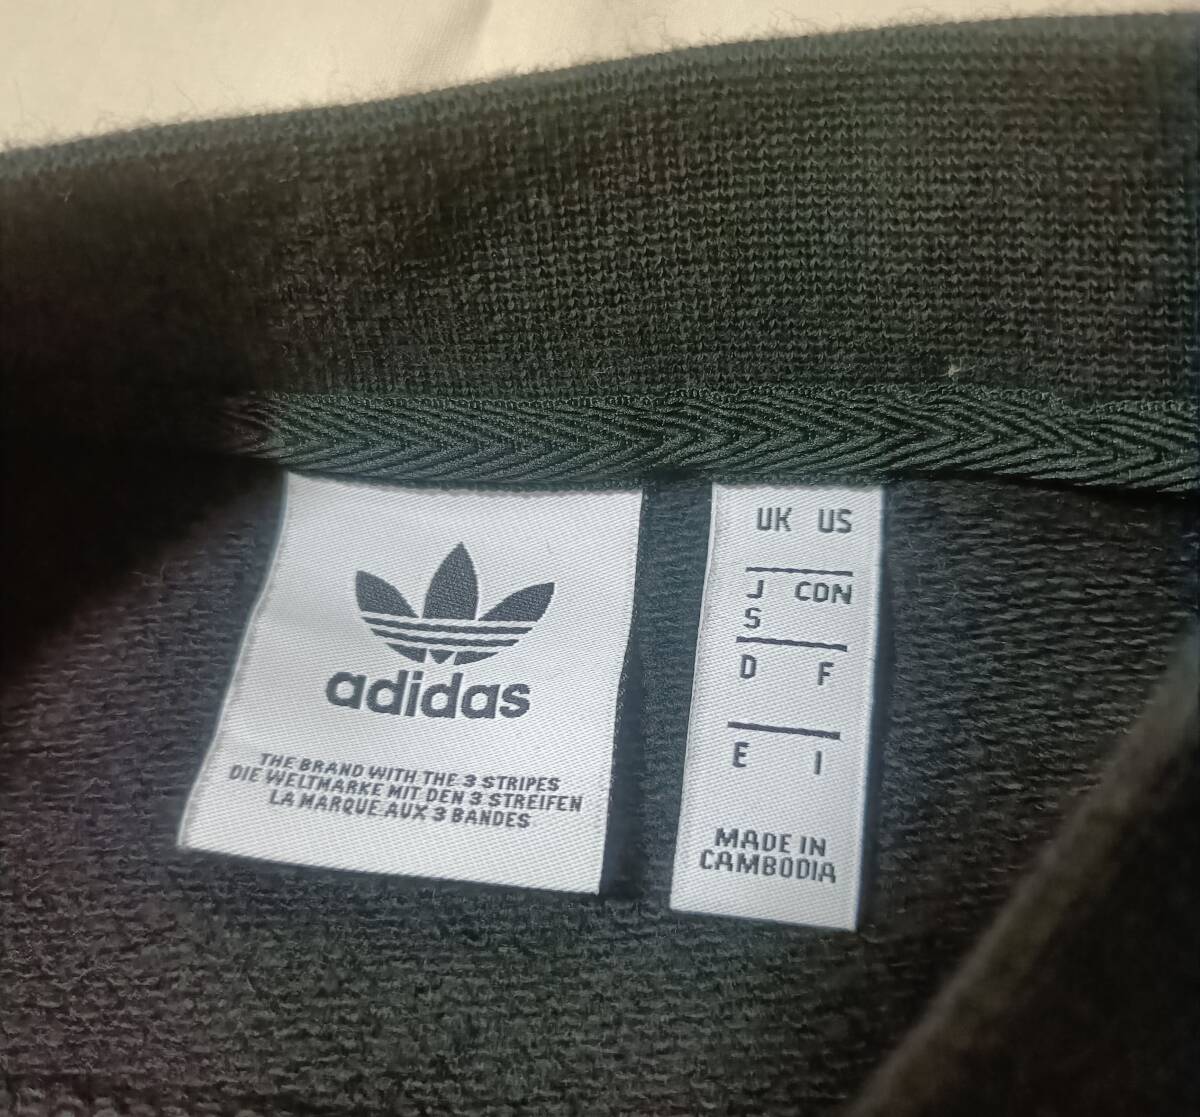 adidas
THE BRAND WITH THE 3 STRIPES
DIE WELTMARKE MIT DEN 3 STREIFEN
LA MARQUE AUX 3 BANDES
UK US
J CDN
S
D F
E I
MADE IN
CAMBODIA